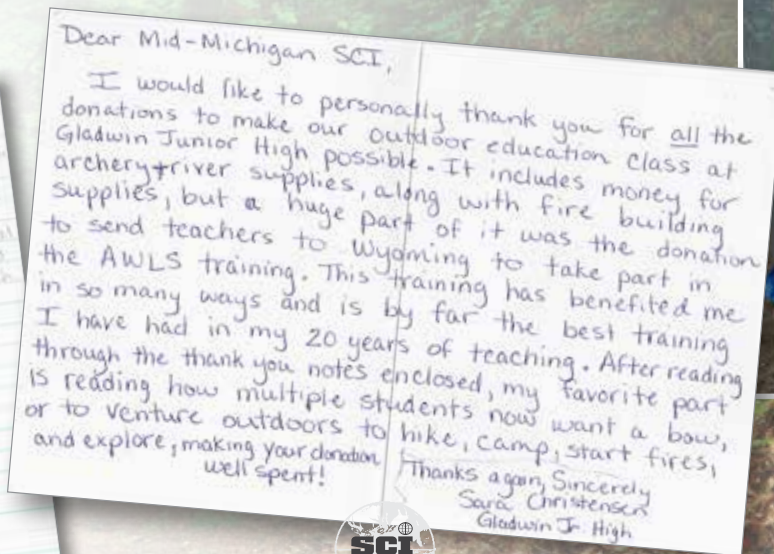 Dear Mid-Michigan SCI,
I would like to personally thank you for all the
donations to make our outdoor education class at
Gladwin Junior High possible. It includes money for
archery+river supplies, along with fire building
supplies, but a huge part of it was the donation
to send teachers to Wyoming to take part in
the AWLS training. This training has benefited me
in so many ways and is by far the best training
I have had in my 20 years of teaching. After reading
through the thank you notes enclosed, my favorite part
is reading how multiple students now want a bow,
or to venture outdoors to hike, camp, start fires,
and explore, making your donation
well spent!
Thanks again, Sincerely
Sara Christensen
Gladwin Jr. High
SCI